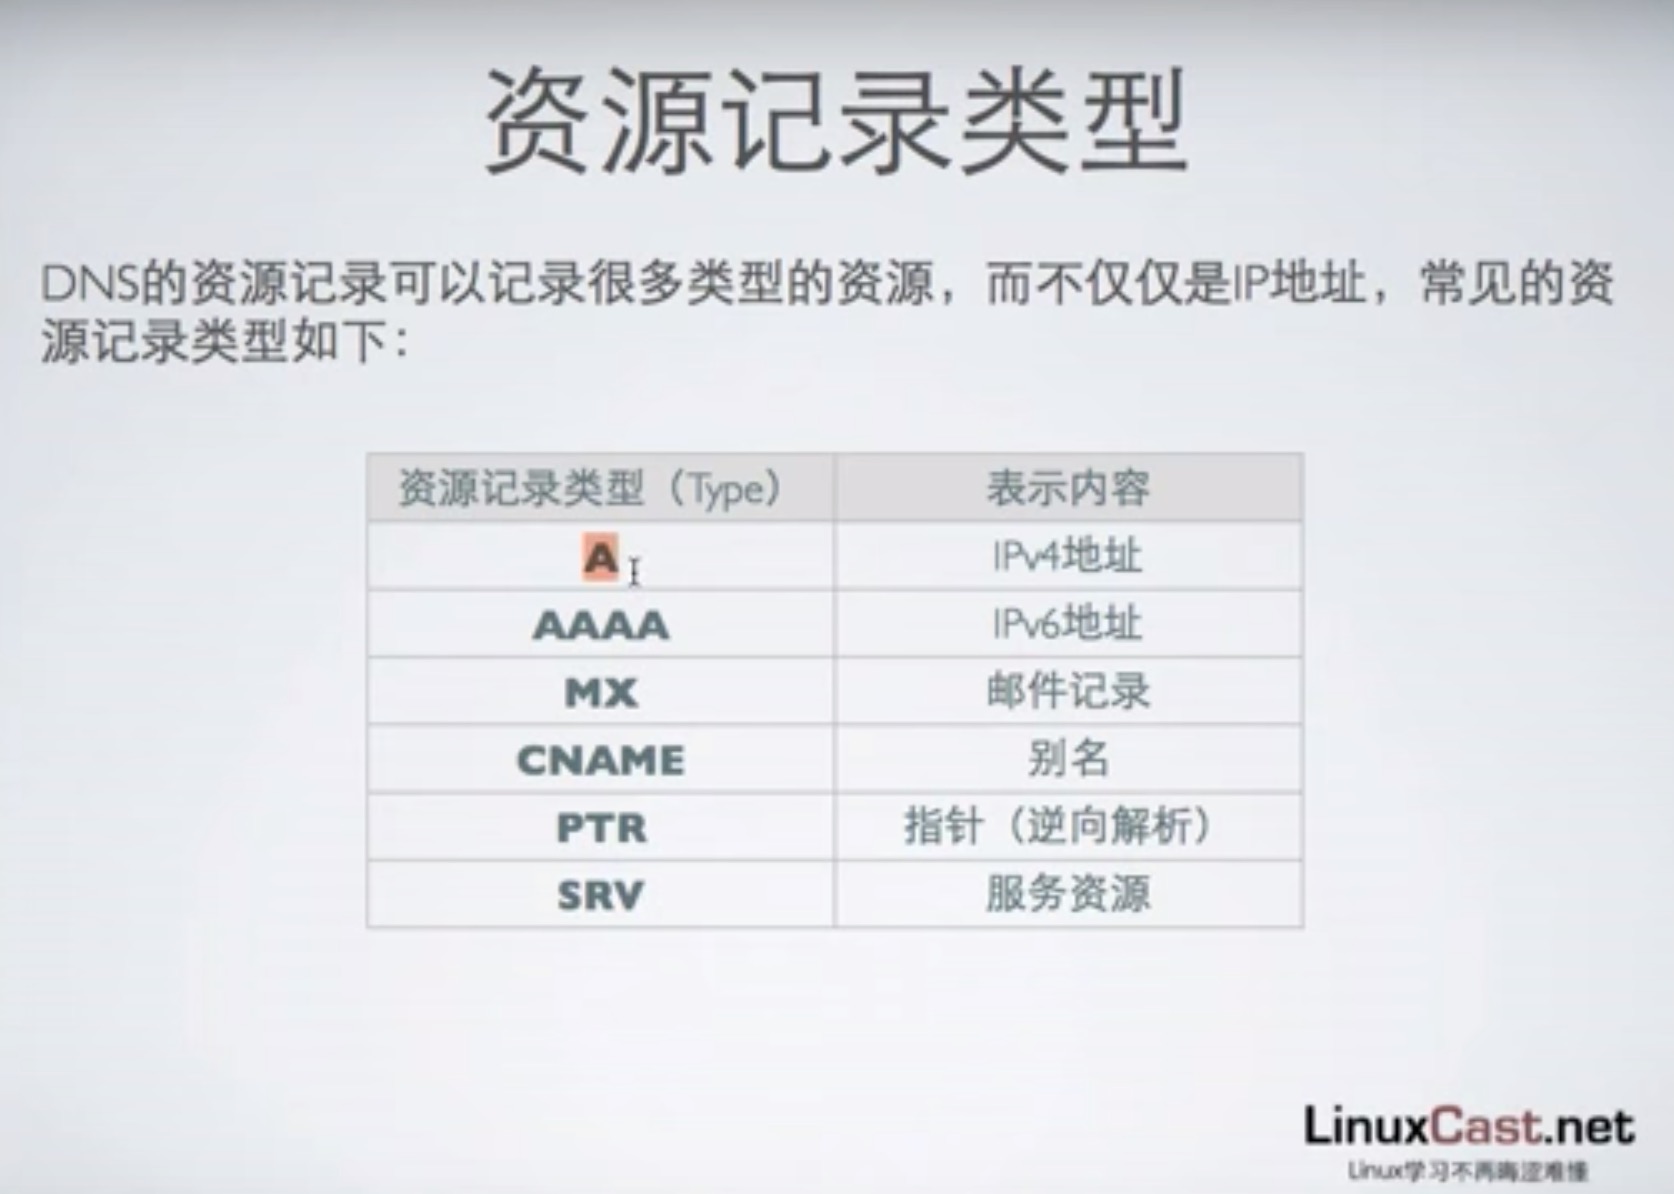 资源记录类型
DNS的资源记录可以记录很多类型的资源，而不仅仅是IP地址，常见的资
源记录类型如下：
资源记录类型（Type） 表示内容
A IPv4地址
AAAA IPv6地址
MX 邮件记录
CNAME 别名
PTR 指针（逆向解析）
SRV 服务资源
LinuxCast.net
Linux学习不再晦涩难懂